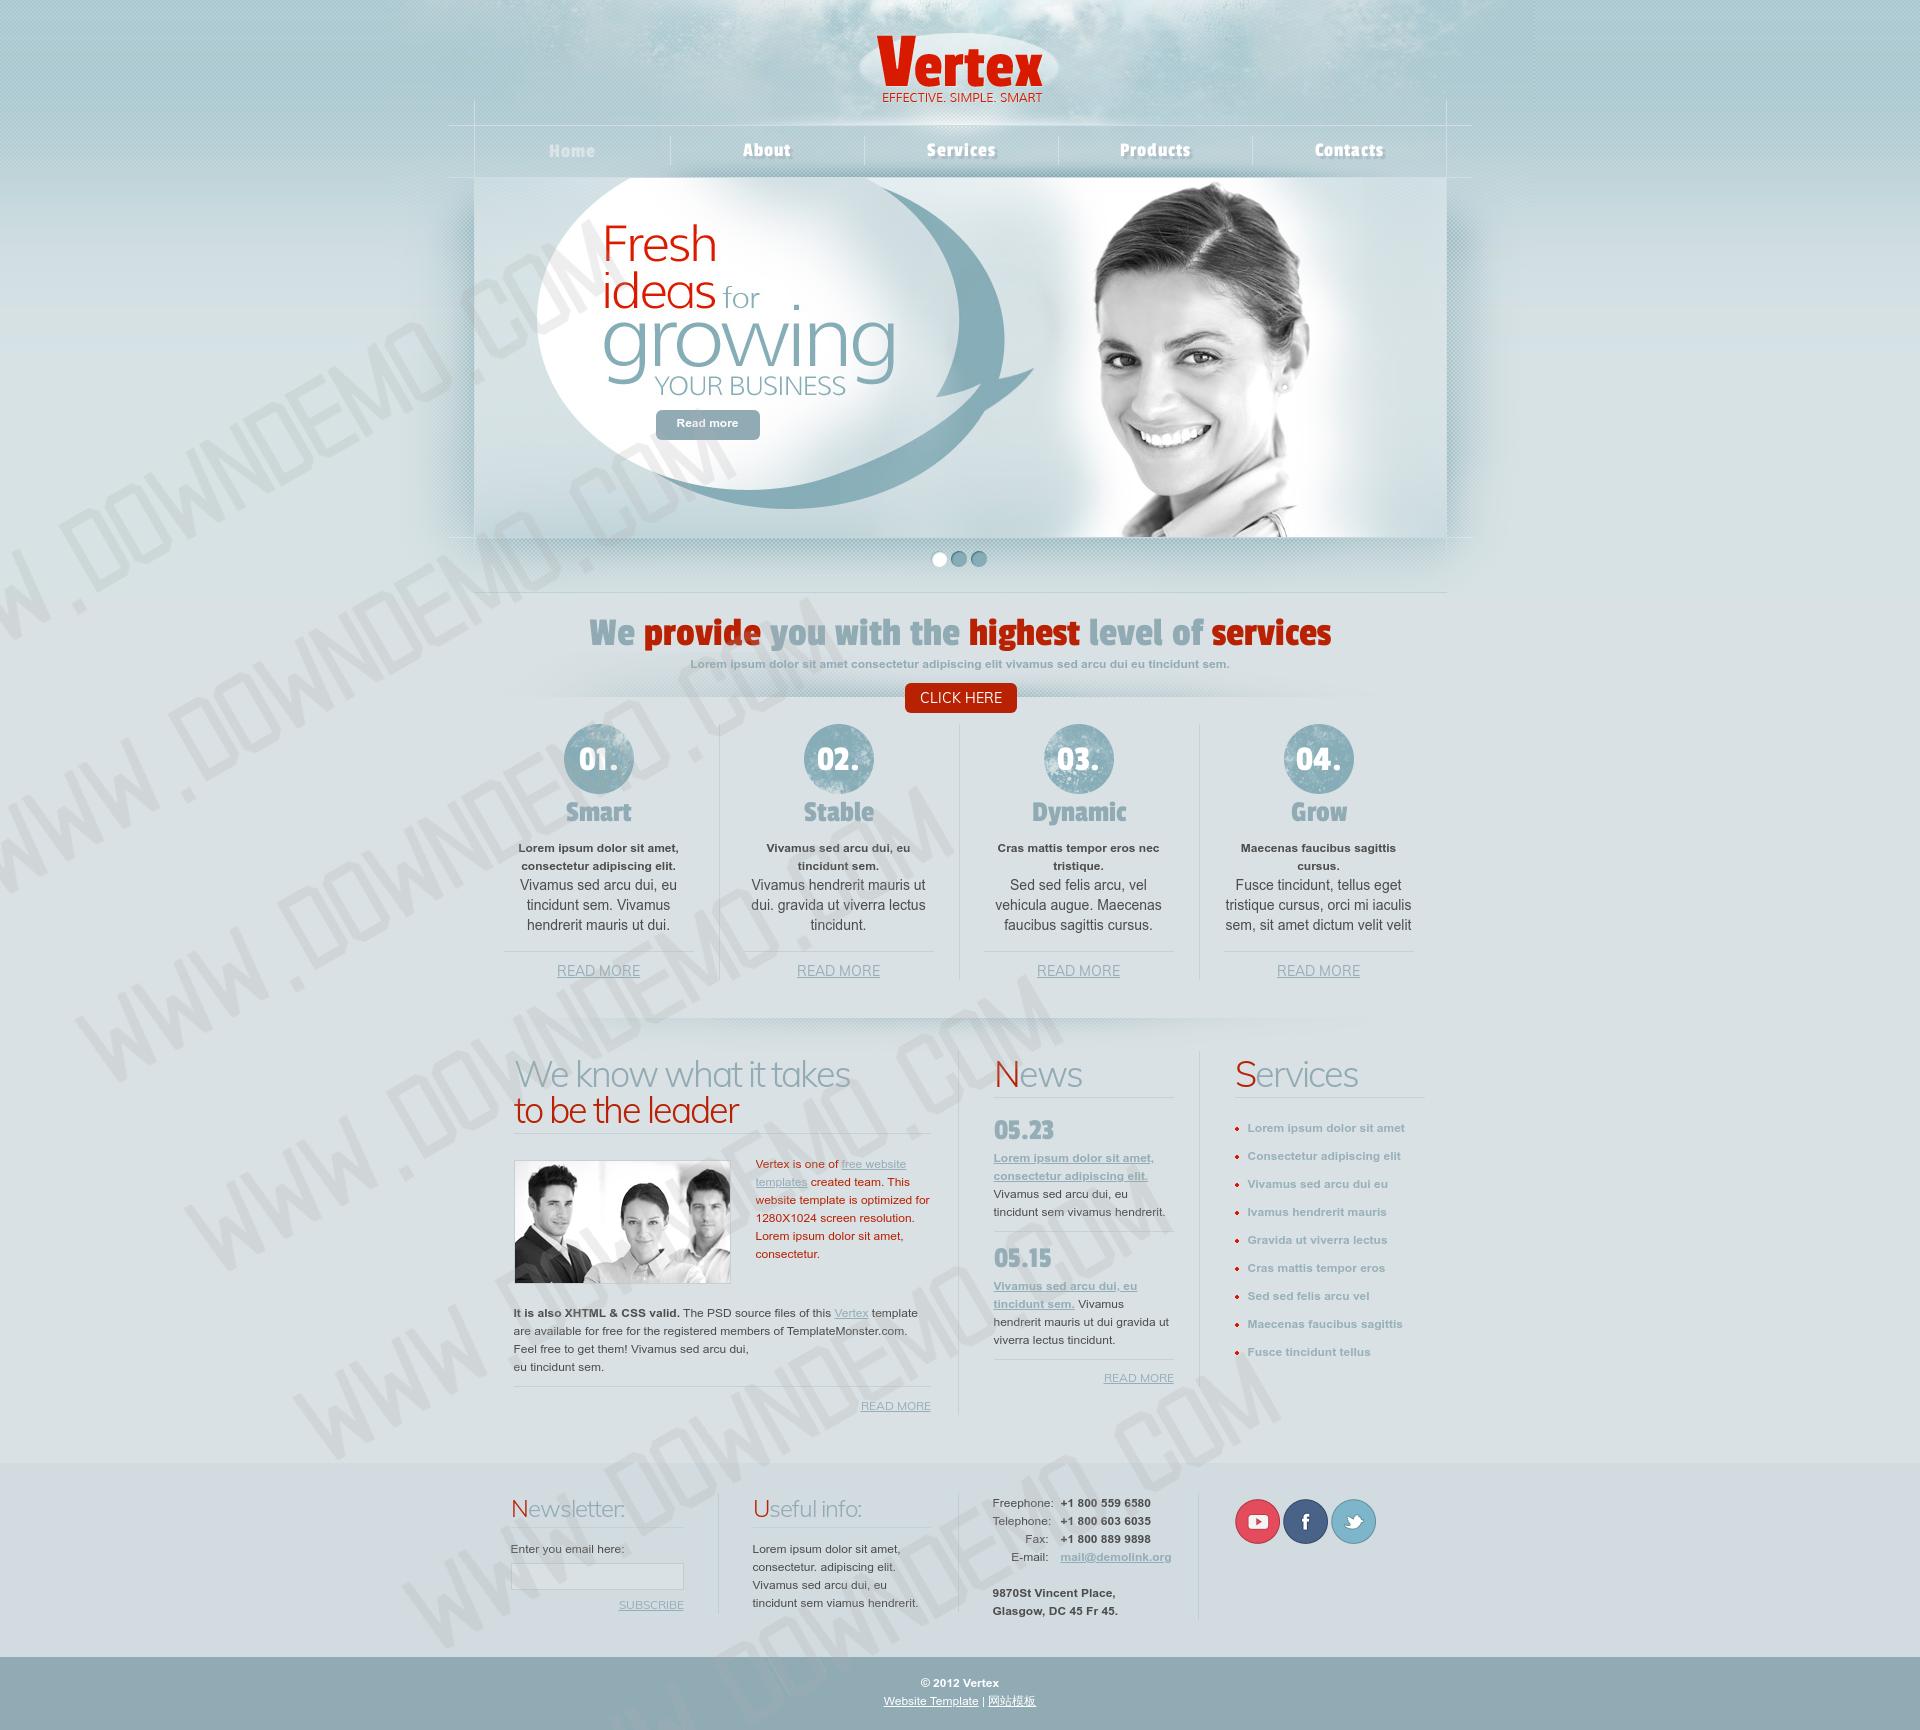 Vertex
EFFECTIVE. SIMPLE. SMART
Home
About
Services
Products
Contacts
Fresh
ideas for
growing
YOUR BUSINESS
Read more
We provide you with the highest level of services
Lorem ipsum dolor sit amet consectetur adipiscing elit vivamus sed arcu dui eu tincidunt sem.
CLICK HERE
01.
Smart
Lorem ipsum dolor sit amet,
consectetur adipiscing elit.
Vivamus sed arcu dui, eu
tincidunt sem. Vivamus
hendrerit mauris ut dui.
READ MORE
02.
Stable
Vivamus sed arcu dui, eu
tincidunt sem.
Vivamus hendrerit mauris ut
dui. gravida ut viverra lectus
tincidunt.
READ MORE
03.
Dynamic
Cras mattis tempor eros nec
tristique.
Sed sed felis arcu, vel
vehicula augue. Maecenas
faucibus sagittis cursus.
READ MORE
04.
Grow
Maecenas faucibus sagittis
cursus.
Fusce tincidunt, tellus eget
tristique cursus, orci mi iaculis
sem, sit amet dictum velit velit
READ MORE
We know what it takes
to be the leader
Vertex is one of free website
templates created team. This
website template is optimized for
1280X1024 screen resolution.
Lorem ipsum dolor sit amet,
consectetur.
It is also XHTML & CSS valid. The PSD source files of this Vertex template
are available for free for the registered members of TemplateMonster.com.
Feel free to get them! Vivamus sed arcu dui,
eu tincidunt sem.
READ MORE
News
05.23
Lorem ipsum dolor sit amet,
consectetur adipiscing elit.
Vivamus sed arcu dui, eu
tincidunt sem vivamus hendrerit.
05.15
Vivamus sed arcu dui, eu
tincidunt sem. Vivamus
hendrerit mauris ut dui gravida ut
viverra lectus tincidunt.
READ MORE
Services
Lorem ipsum dolor sit amet
Consectetur adipiscing elit
Vivamus sed arcu dui eu
Ivamus hendrerit mauris
Gravida ut viverra lectus
Cras mattis tempor eros
Sed sed felis arcu vel
Maecenas faucibus sagittis
Fusce tincidunt tellus
Newsletter:
Enter you email here:
SUBSCRIBE
Useful info:
Lorem ipsum dolor sit amet,
consectetur. adipiscing elit.
Vivamus sed arcu dui, eu
tincidunt sem viamus hendrerit.
Freephone: +1 800 559 6580
Telephone: +1 800 603 6035
Fax: +1 800 889 9898
E-mail: mail@demolink.org
9870St Vincent Place,
Glasgow, DC 45 Fr 45.
f
© 2012 Vertex
Website Template | 网站模板
WWW.DOWNDEMO.COM
WWW.DOWNDEMO.COM
WWW.DOWNDEMO.COM
WWW.DOWNDEMO.COM
WWW.DOWNDEMO.COM
WWW.DOWNDEMO.COM
WWW.DOWNDEMO.COM